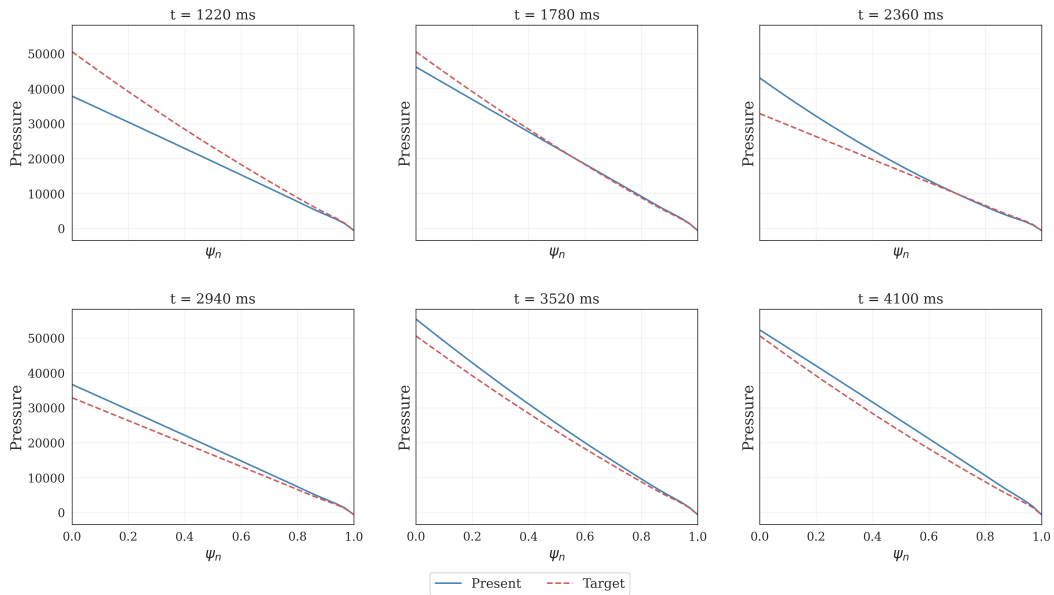 t = 1220 ms
t = 1780 ms
t = 2360 ms
50000
40000
30000
20000
10000
0
Pressure
Pressure
Pressure
ψn
ψn
ψn
t = 2940 ms
t = 3520 ms
t = 4100 ms
50000
40000
30000
20000
10000
0
Pressure
Pressure
Pressure
0.0 0.2 0.4 0.6 0.8 1.0
0.0 0.2 0.4 0.6 0.8 1.0
0.0 0.2 0.4 0.6 0.8 1.0
ψn
ψn
ψn
Present Target